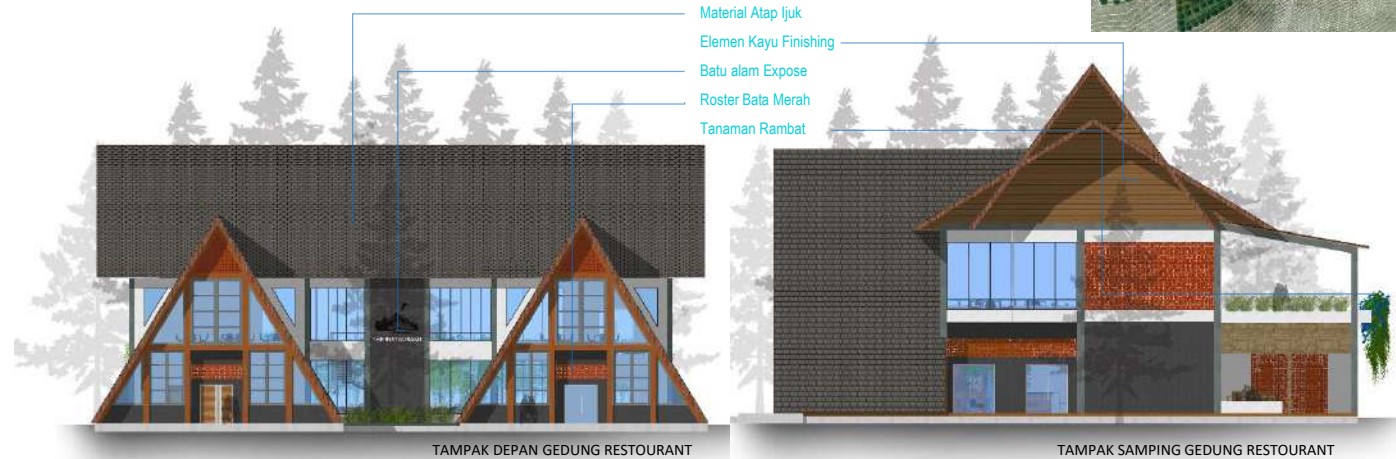 Material Atap Ijuk
Elemen Kayu Finishing
Batu alam Expose
Roster Bata Merah
Tanaman Rambat
TAMPAK DEPAN GEDUNG RESTOURANT
TAMPAK SAMPING GEDUNG RESTOURANT